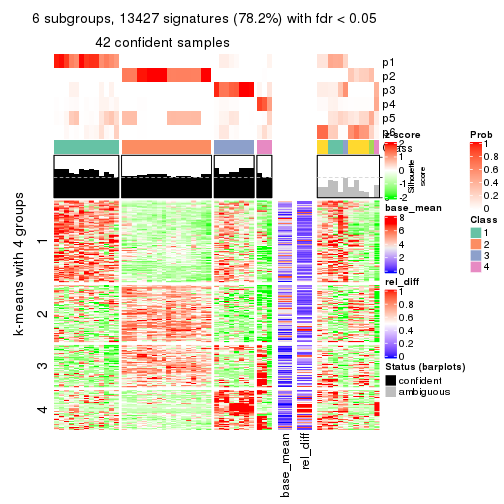 6 subgroups, 13427 signatures (78.2%) with fdr < 0.05
42 confident samples
p1
p2
p3
p4
p5
p6
Class
z-score
2
1
0
-1
-2
Silhouette
score
base_mean
8
6
4
2
0
rel_diff
1
0.8
0.6
0.4
0.2
0
Status (barplots)
confident
ambiguous
Prob
1
0.8
0.6
0.4
0.2
0
Class
1
2
3
4
k-means with 4 groups
1
2
3
4
base_mean
rel_diff